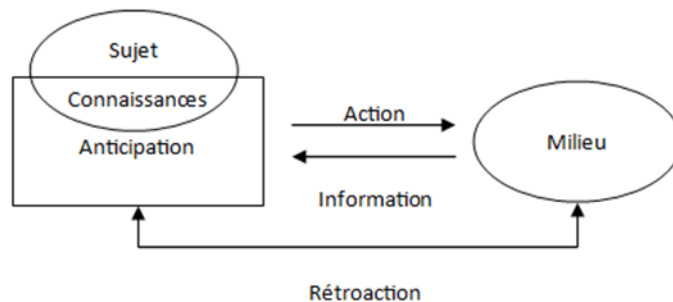 Sujet
Connaissances
Anticipation
Action
Information
Milieu
Rétroaction